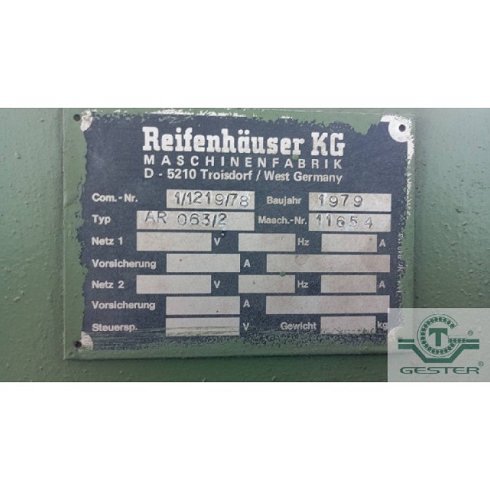 Reifenhäuser KG
MASCHINENFABRIK
D - 5210 Troisdorf / West Germany
Com.-Nr. 1/1219/78 Baujahr 1979
Typ AR 063/2 Masch.-Nr. 11654
Netz 1 V Hz A
Vorsicherung A A
Netz 2 V Hz A
Vorsicherung A A
Steuersp. V Gewicht kg
T
GESTER®